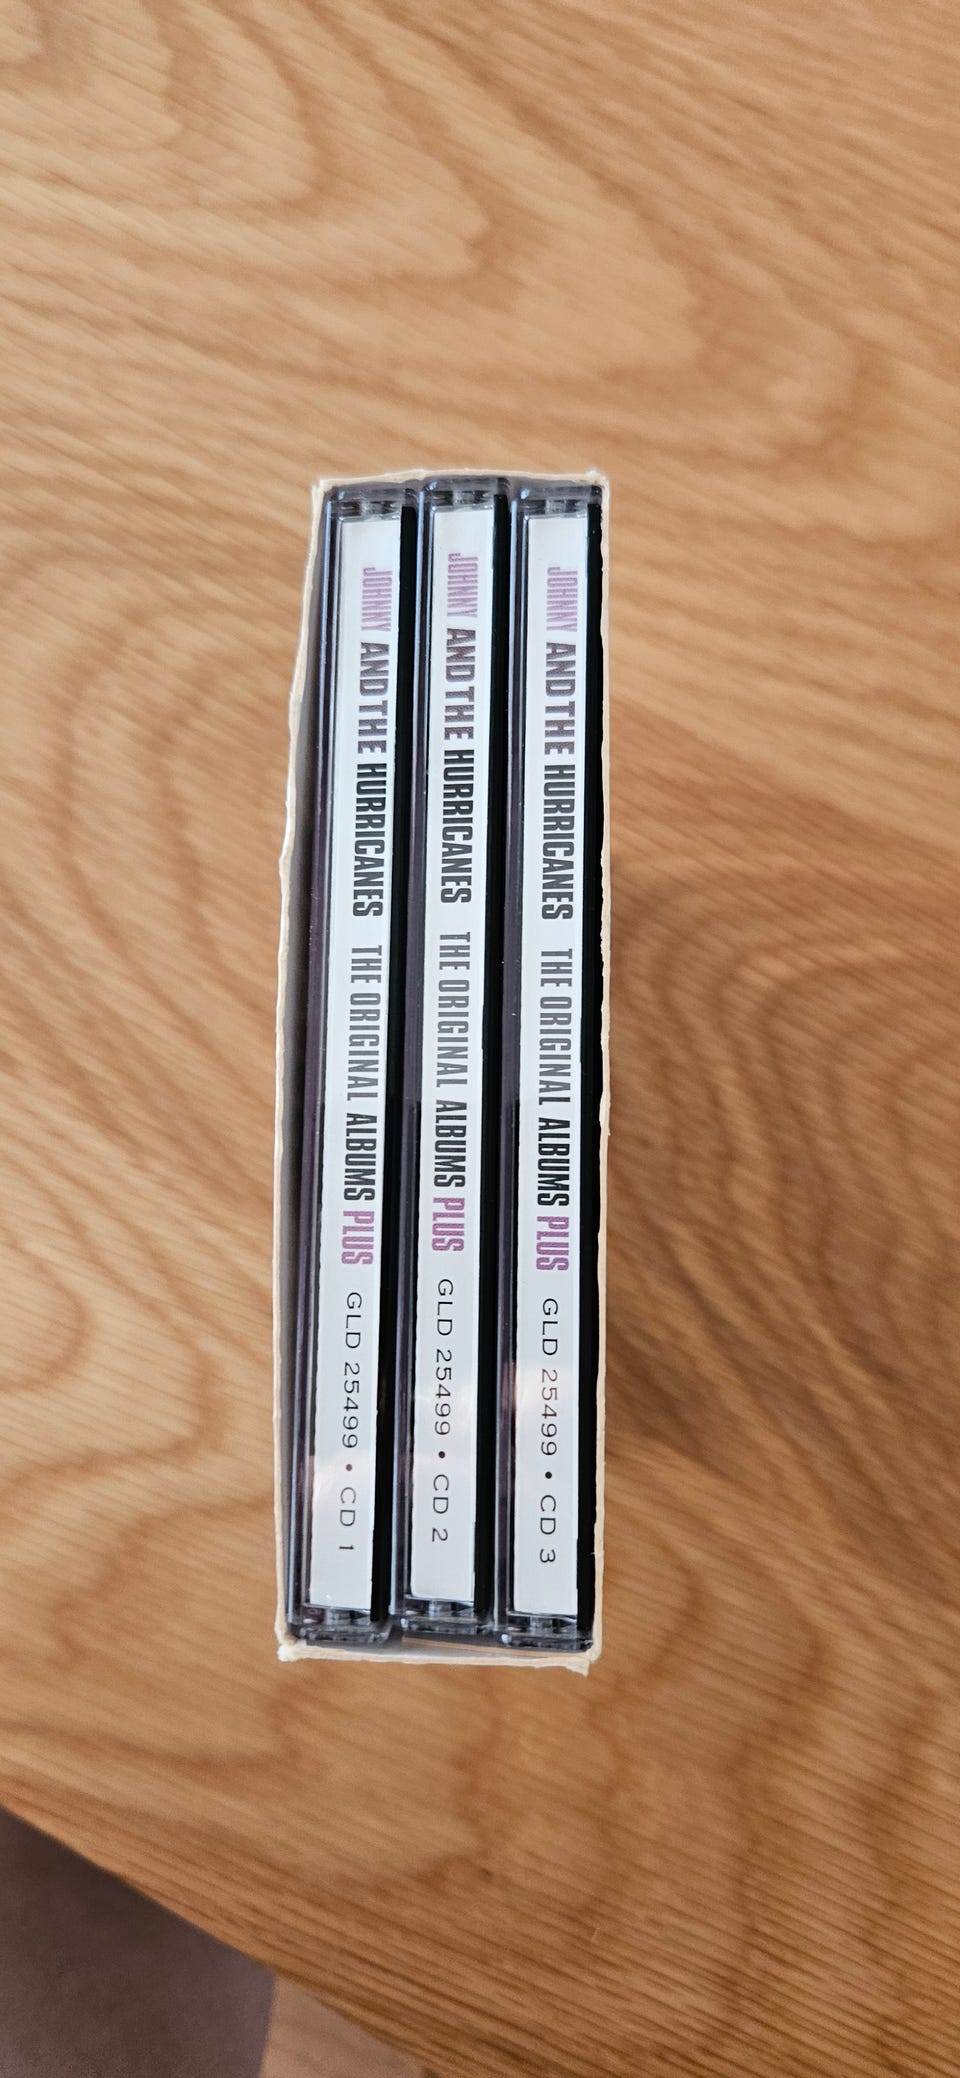 JOHNNY AND THE HURRICANES THE ORIGINAL ALBUMS PLUS GLD 25499 • CD 1
JOHNNY AND THE HURRICANES THE ORIGINAL ALBUMS PLUS GLD 25499 • CD 2
JOHNNY AND THE HURRICANES THE ORIGINAL ALBUMS PLUS GLD 25499 • CD 3